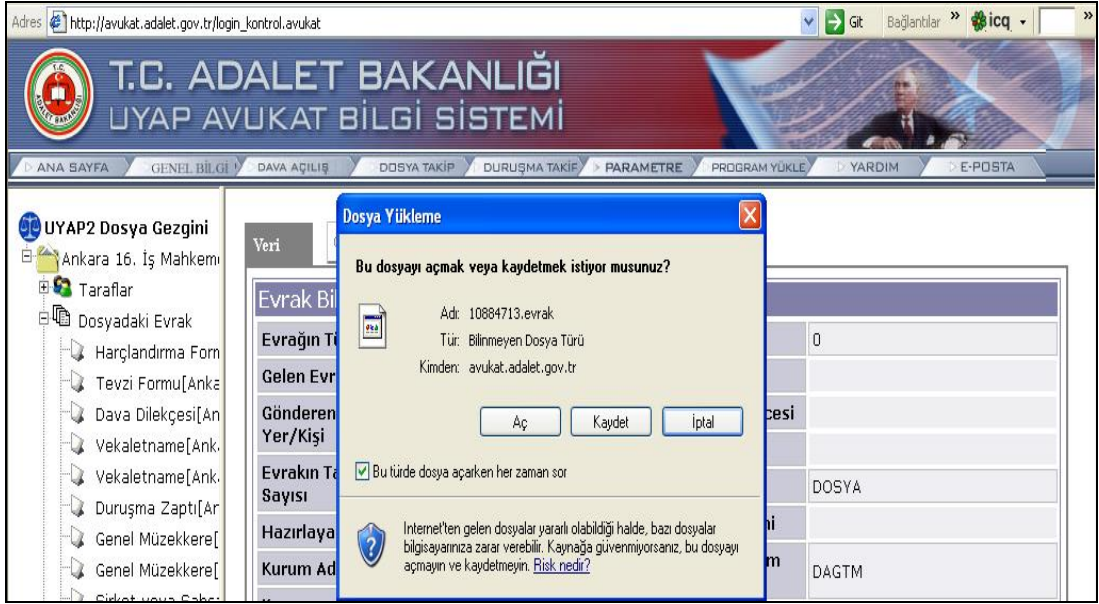 Adres http://avukat.adalet.gov.tr/login_kontrol.avukat Git Bağlantılar » icq »
T.C. ADALET BAKANLIĞI
UYAP AVUKAT BİLGİ SİSTEMİ
ANA SAYFA GENEL BİLGİ DAVA AÇILIŞ DOSYA TAKİP DURUŞMA TAKİP PARAMETRE PROGRAM YÜKLE YARDIM E-POSTA
UYAP2 Dosya Gezgini
Ankara 16. İş Mahkem
Taraflar
Dosyadaki Evrak
Harçlandırma Form
Tevzi Formu[Anka
Dava Dilekçesi[An
Vekaletname[Ank
Vekaletname[Ank
Duruşma Zaptı[An
Genel Müzekkere[
Genel Müzekkere[
Veri
Evrak Bil
Evrağın T
0
Gelen Evr
Gönderen
Yer/Kişi
cesi
Evrakın Ta
Sayısı
DOSYA
Hazırlaya
ni
Kurum Ad
m
DAGTM
Dosya Yükleme
Bu dosyayı açmak veya kaydetmek istiyor musunuz?
Adı: 10884713.evrak
Tür: Bilinmeyen Dosya Türü
Kimden: avukat.adalet.gov.tr
Aç Kaydet İptal
Bu türde dosya açarken her zaman sor
Internet'ten gelen dosyalar yararlı olabildiği halde, bazı dosyalar
bilgisayarınıza zarar verebilir. Kaynağa güvenmiyorsanız, bu dosyayı
açmayın ve kaydetmeyin. Risk nedir?